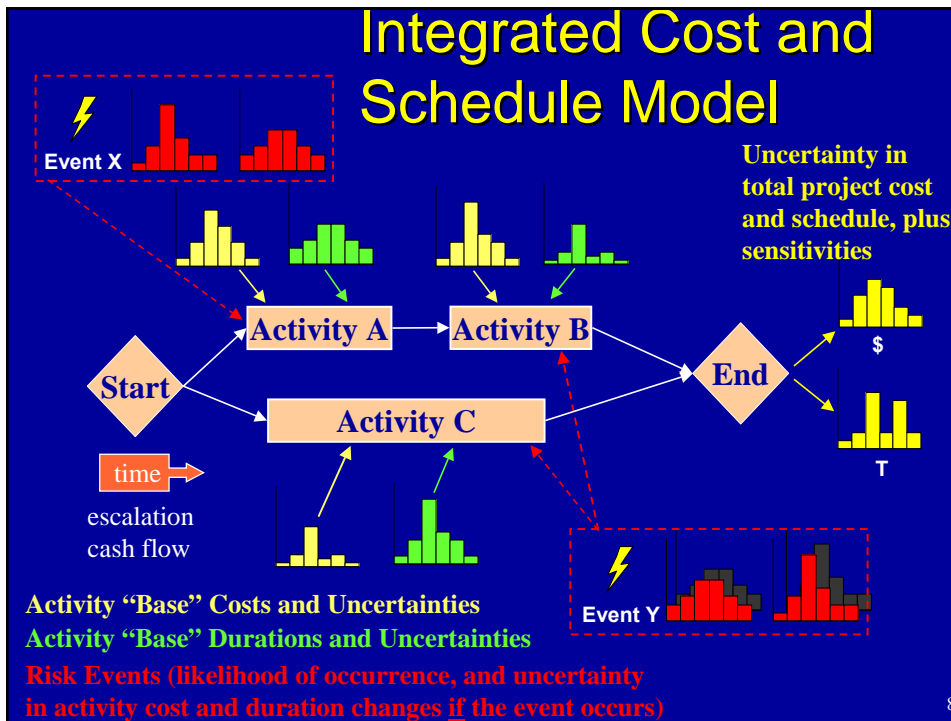 Integrated Cost and
Schedule Model
Event X
Uncertainty in
total project cost
and schedule, plus
sensitivities
Activity A
Activity B
$
Start
End
Activity C
T
time
escalation
cash flow
Event Y
Activity “Base” Costs and Uncertainties
Activity “Base” Durations and Uncertainties
Risk Events (likelihood of occurrence, and uncertainty
in activity cost and duration changes if the event occurs)